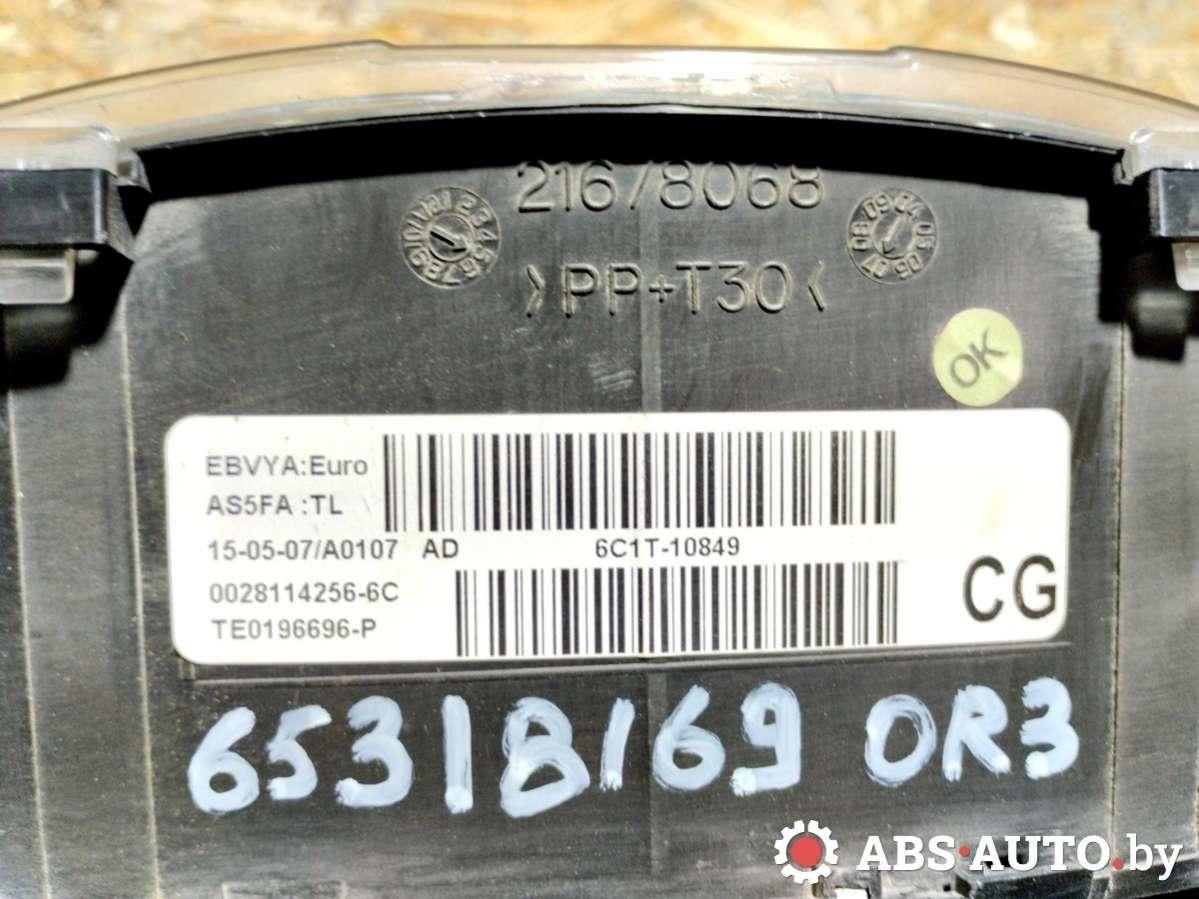 216/8068
>PP+T30<
OK
EBVYA:Euro
AS5FA :TL
15-05-07/A0107 AD 6C1T-10849
0028114256-6C
TE0196696-P
CG
65318169 OR3
ABS-AUTO.by